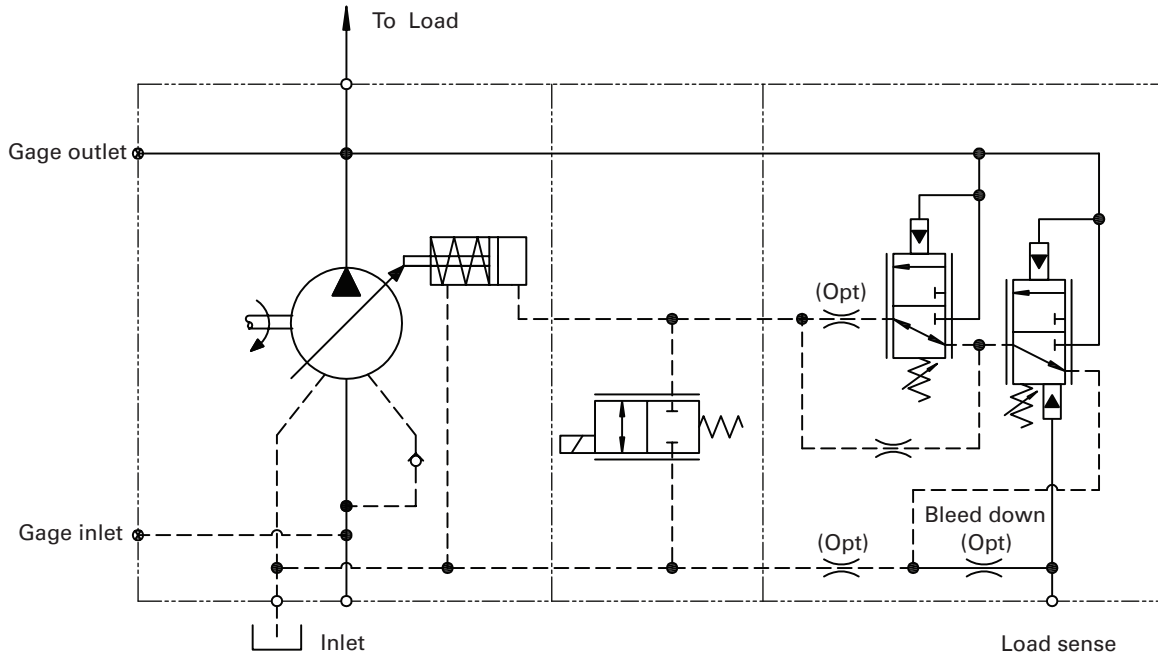 To Load
Gage outlet
(Opt)
Gage inlet
Bleed down
(Opt)
(Opt)
Inlet
Load sense